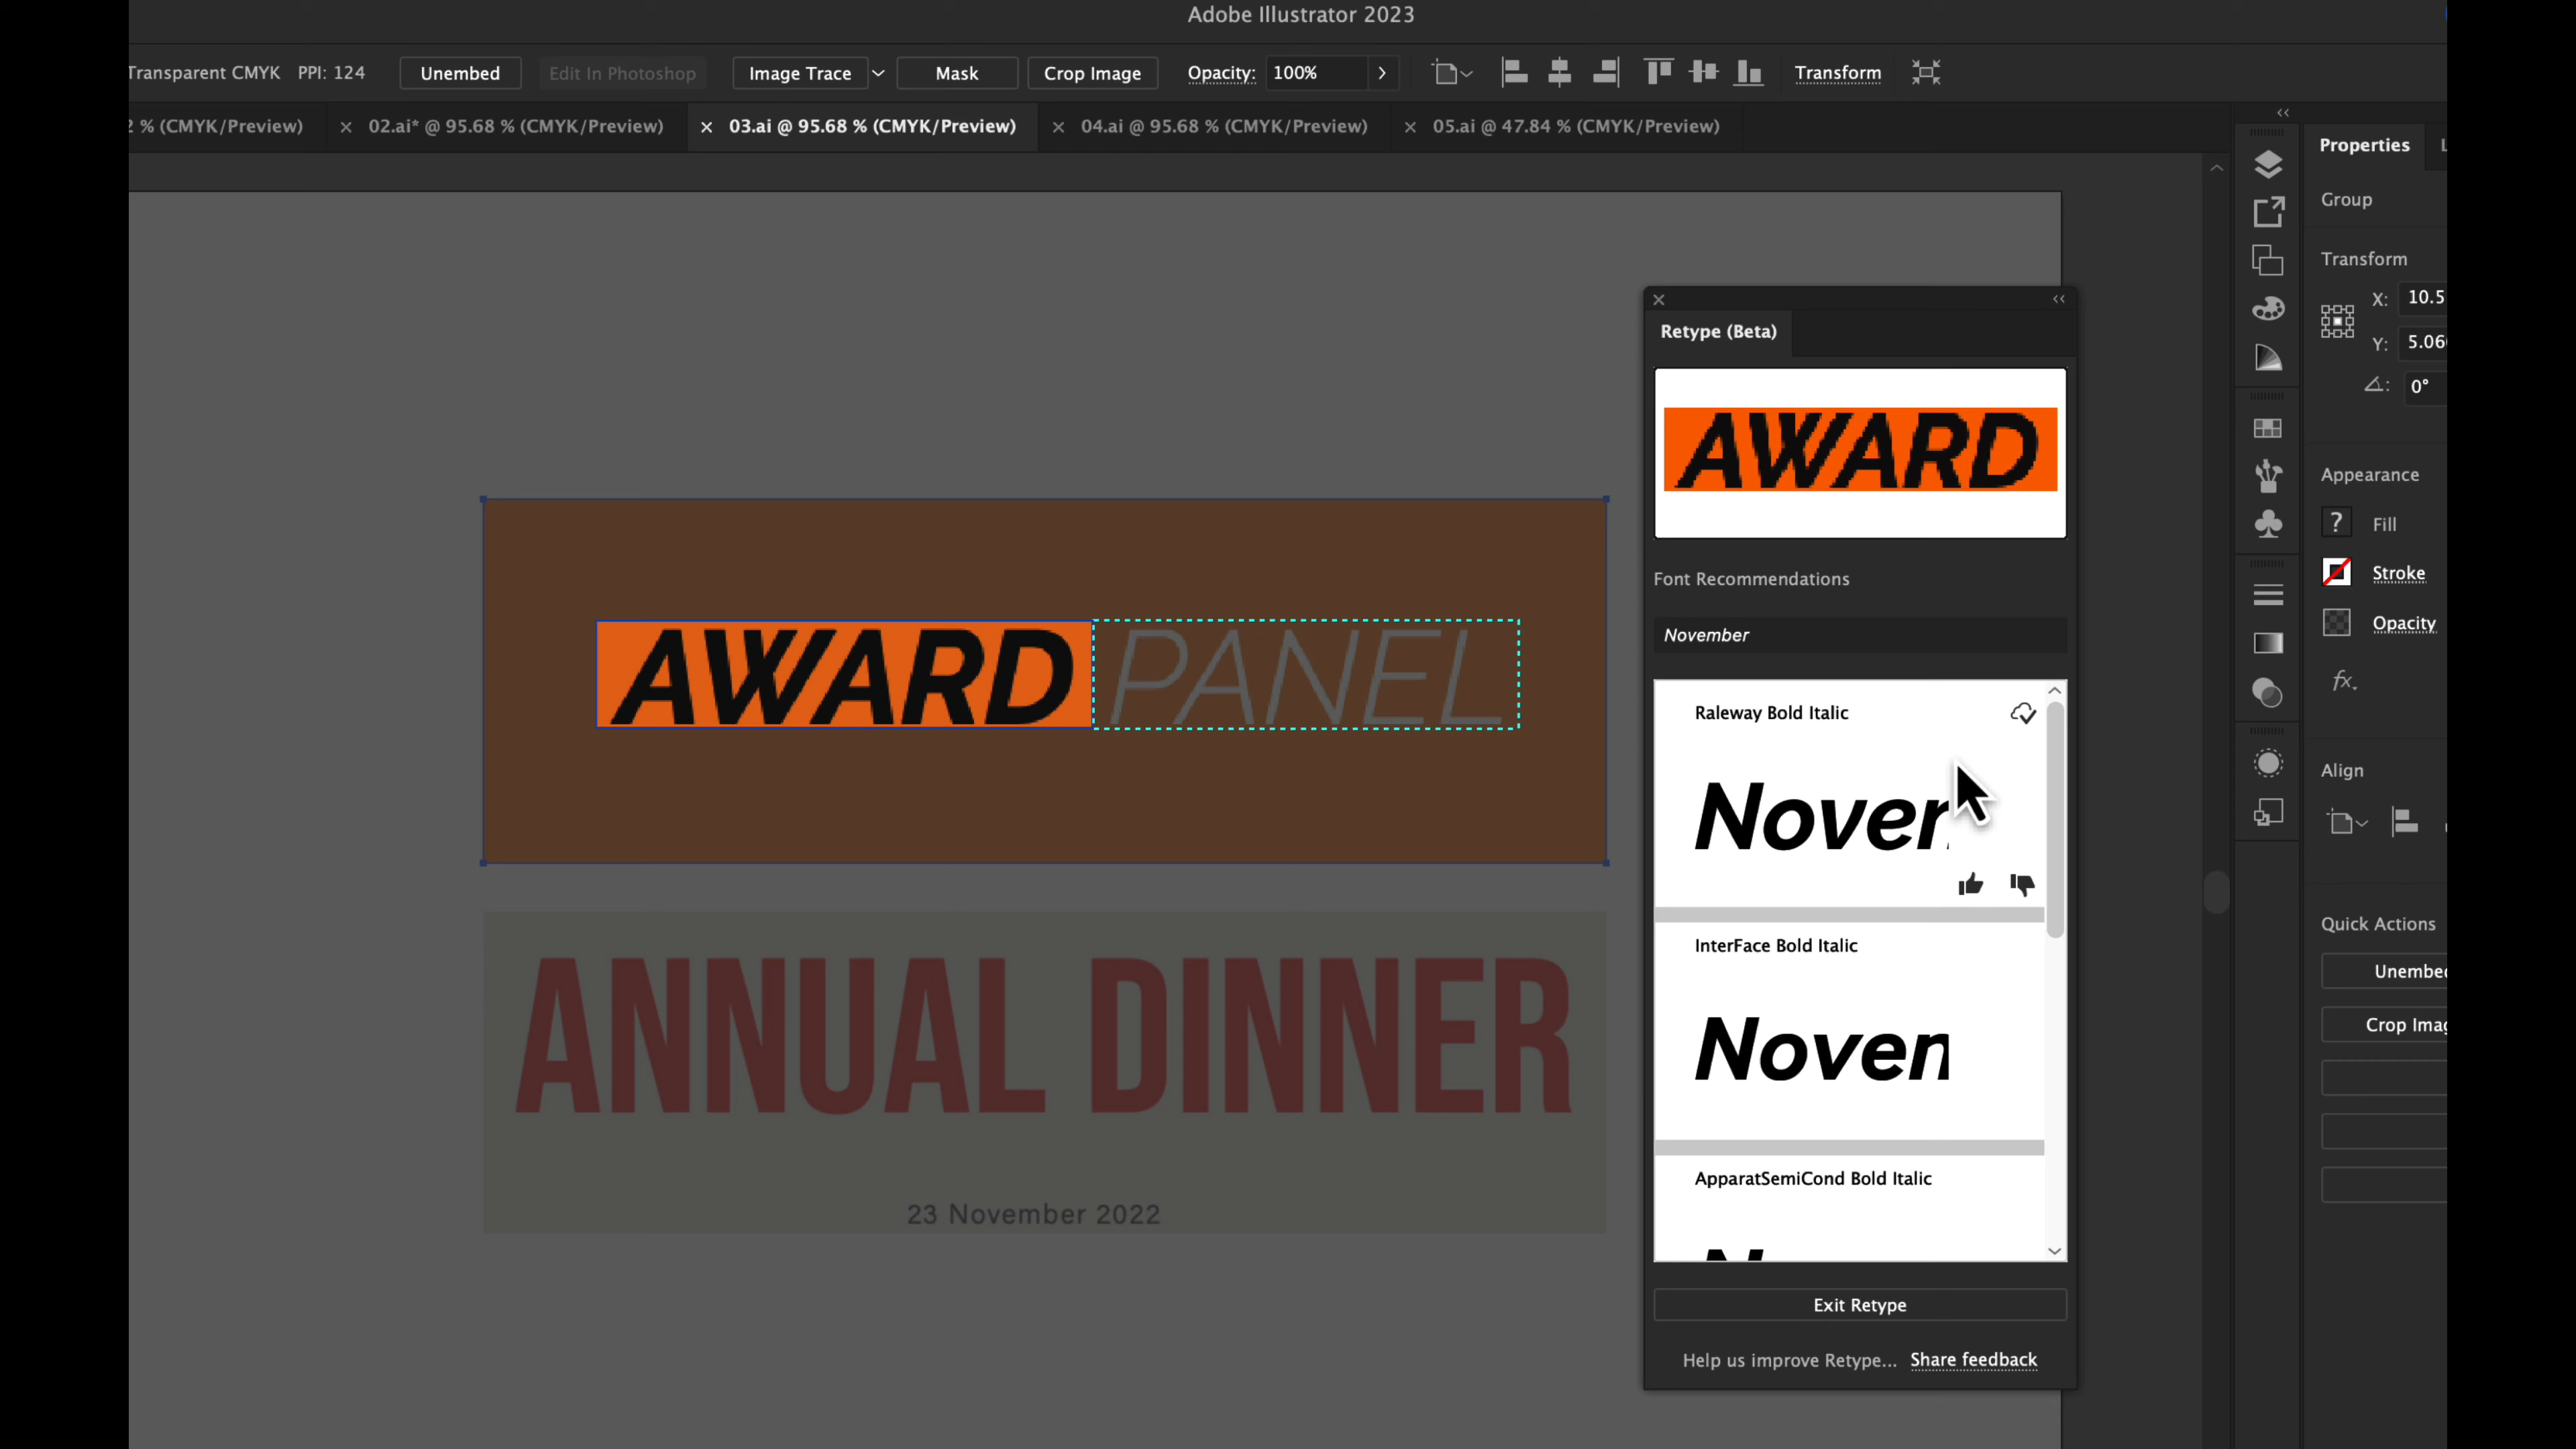 Adobe Illustrator 2023
Transparent CMYK PPI: 124 Unembed Edit In Photoshop Image Trace Mask Crop Image Opacity: 100% Transform
2 % (CMYK/Preview) × 02.ai* @ 95.68 % (CMYK/Preview) × 03.ai @ 95.68 % (CMYK/Preview) × 04.ai @ 95.68 % (CMYK/Preview) × 05.ai @ 47.84 % (CMYK/Preview)
Properties
Group
Transform
X: 10.5
Y: 5.06
0°
Appearance
? Fill
Stroke
Opacity
fx.
Align
Quick Actions
Unembe
Crop Imag
Retype (Beta)
AWARD
Font Recommendations
November
Raleway Bold Italic
Noven
InterFace Bold Italic
Noven
ApparatSemiCond Bold Italic
Exit Retype
Help us improve Retype... Share feedback
AWARD PANEL
ANNUAL DINNER
23 November 2022